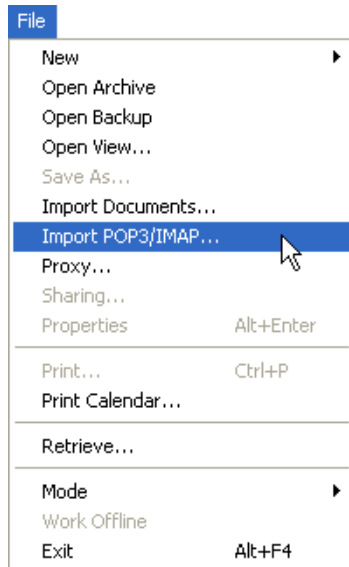 File
New
Open Archive
Open Backup
Open View...
Save As...
Import Documents...
Import POP3/IMAP...
Proxy...
Sharing...
Properties Alt+Enter
Print... Ctrl+P
Print Calendar...
Retrieve...
Mode
Work Offline
Exit Alt+F4